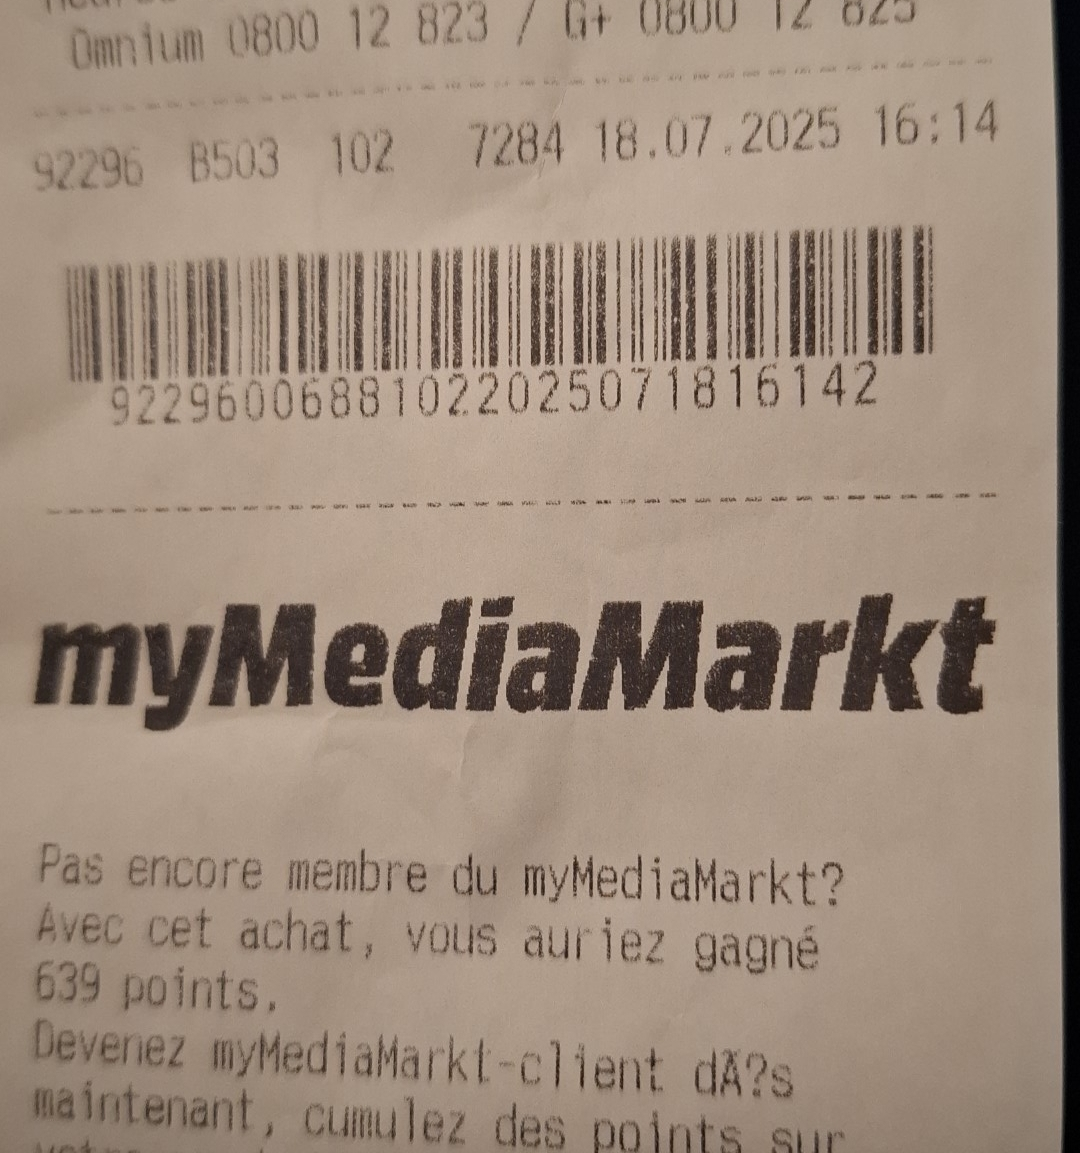 Omnium 0800 12 823 / G+ 0800 12 825
92296 B503 102 7284 18.07.2025 16:14
92296006881022025071816142
myMediaMarkt
Pas encore membre du myMediaMarkt?
Avec cet achat, vous auriez gagné
639 points.
Devenez myMediaMarkt-client dÃ?s
maintenant, cumulez des points sur